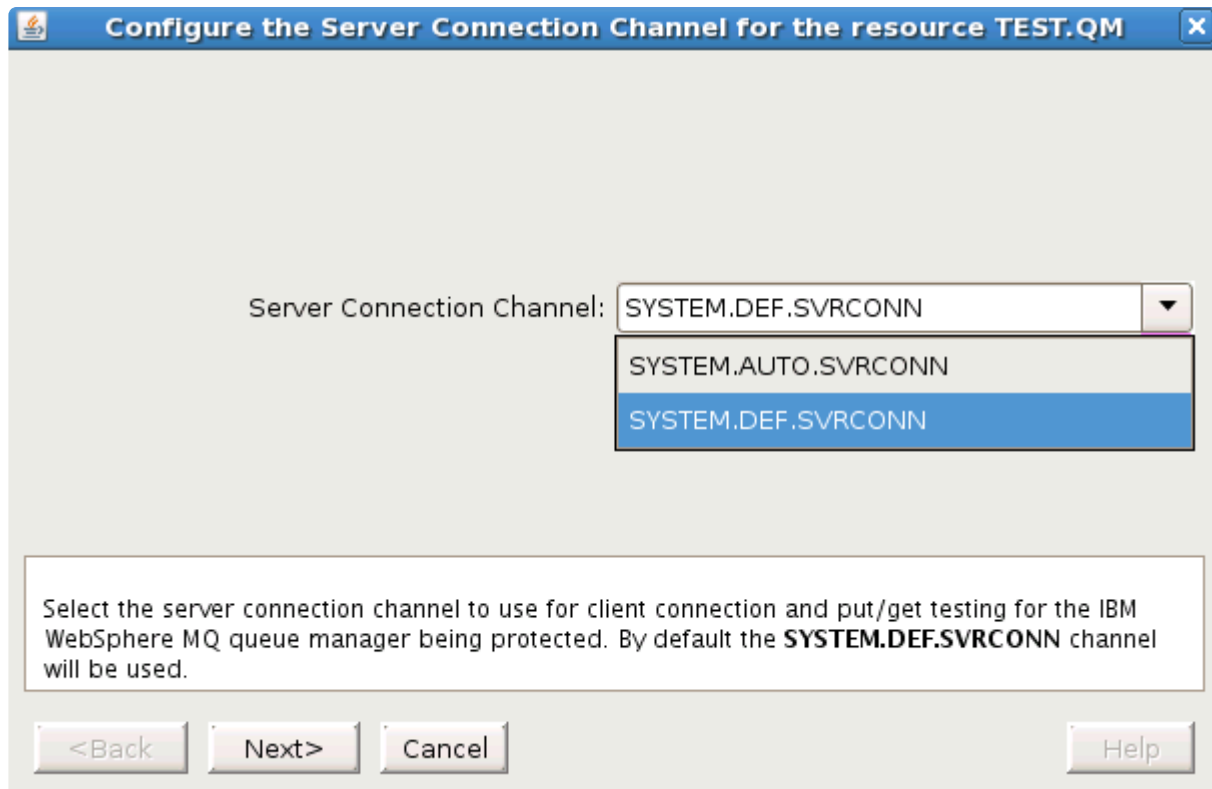 Configure the Server Connection Channel for the resource TEST.QM
Server Connection Channel: SYSTEM.DEF.SVRCONN
SYSTEM.AUTO.SVRCONN
SYSTEM.DEF.SVRCONN
Select the server connection channel to use for client connection and put/get testing for the IBM
WebSphere MQ queue manager being protected. By default the SYSTEM.DEF.SVRCONN channel
will be used.
<Back Next> Cancel Help